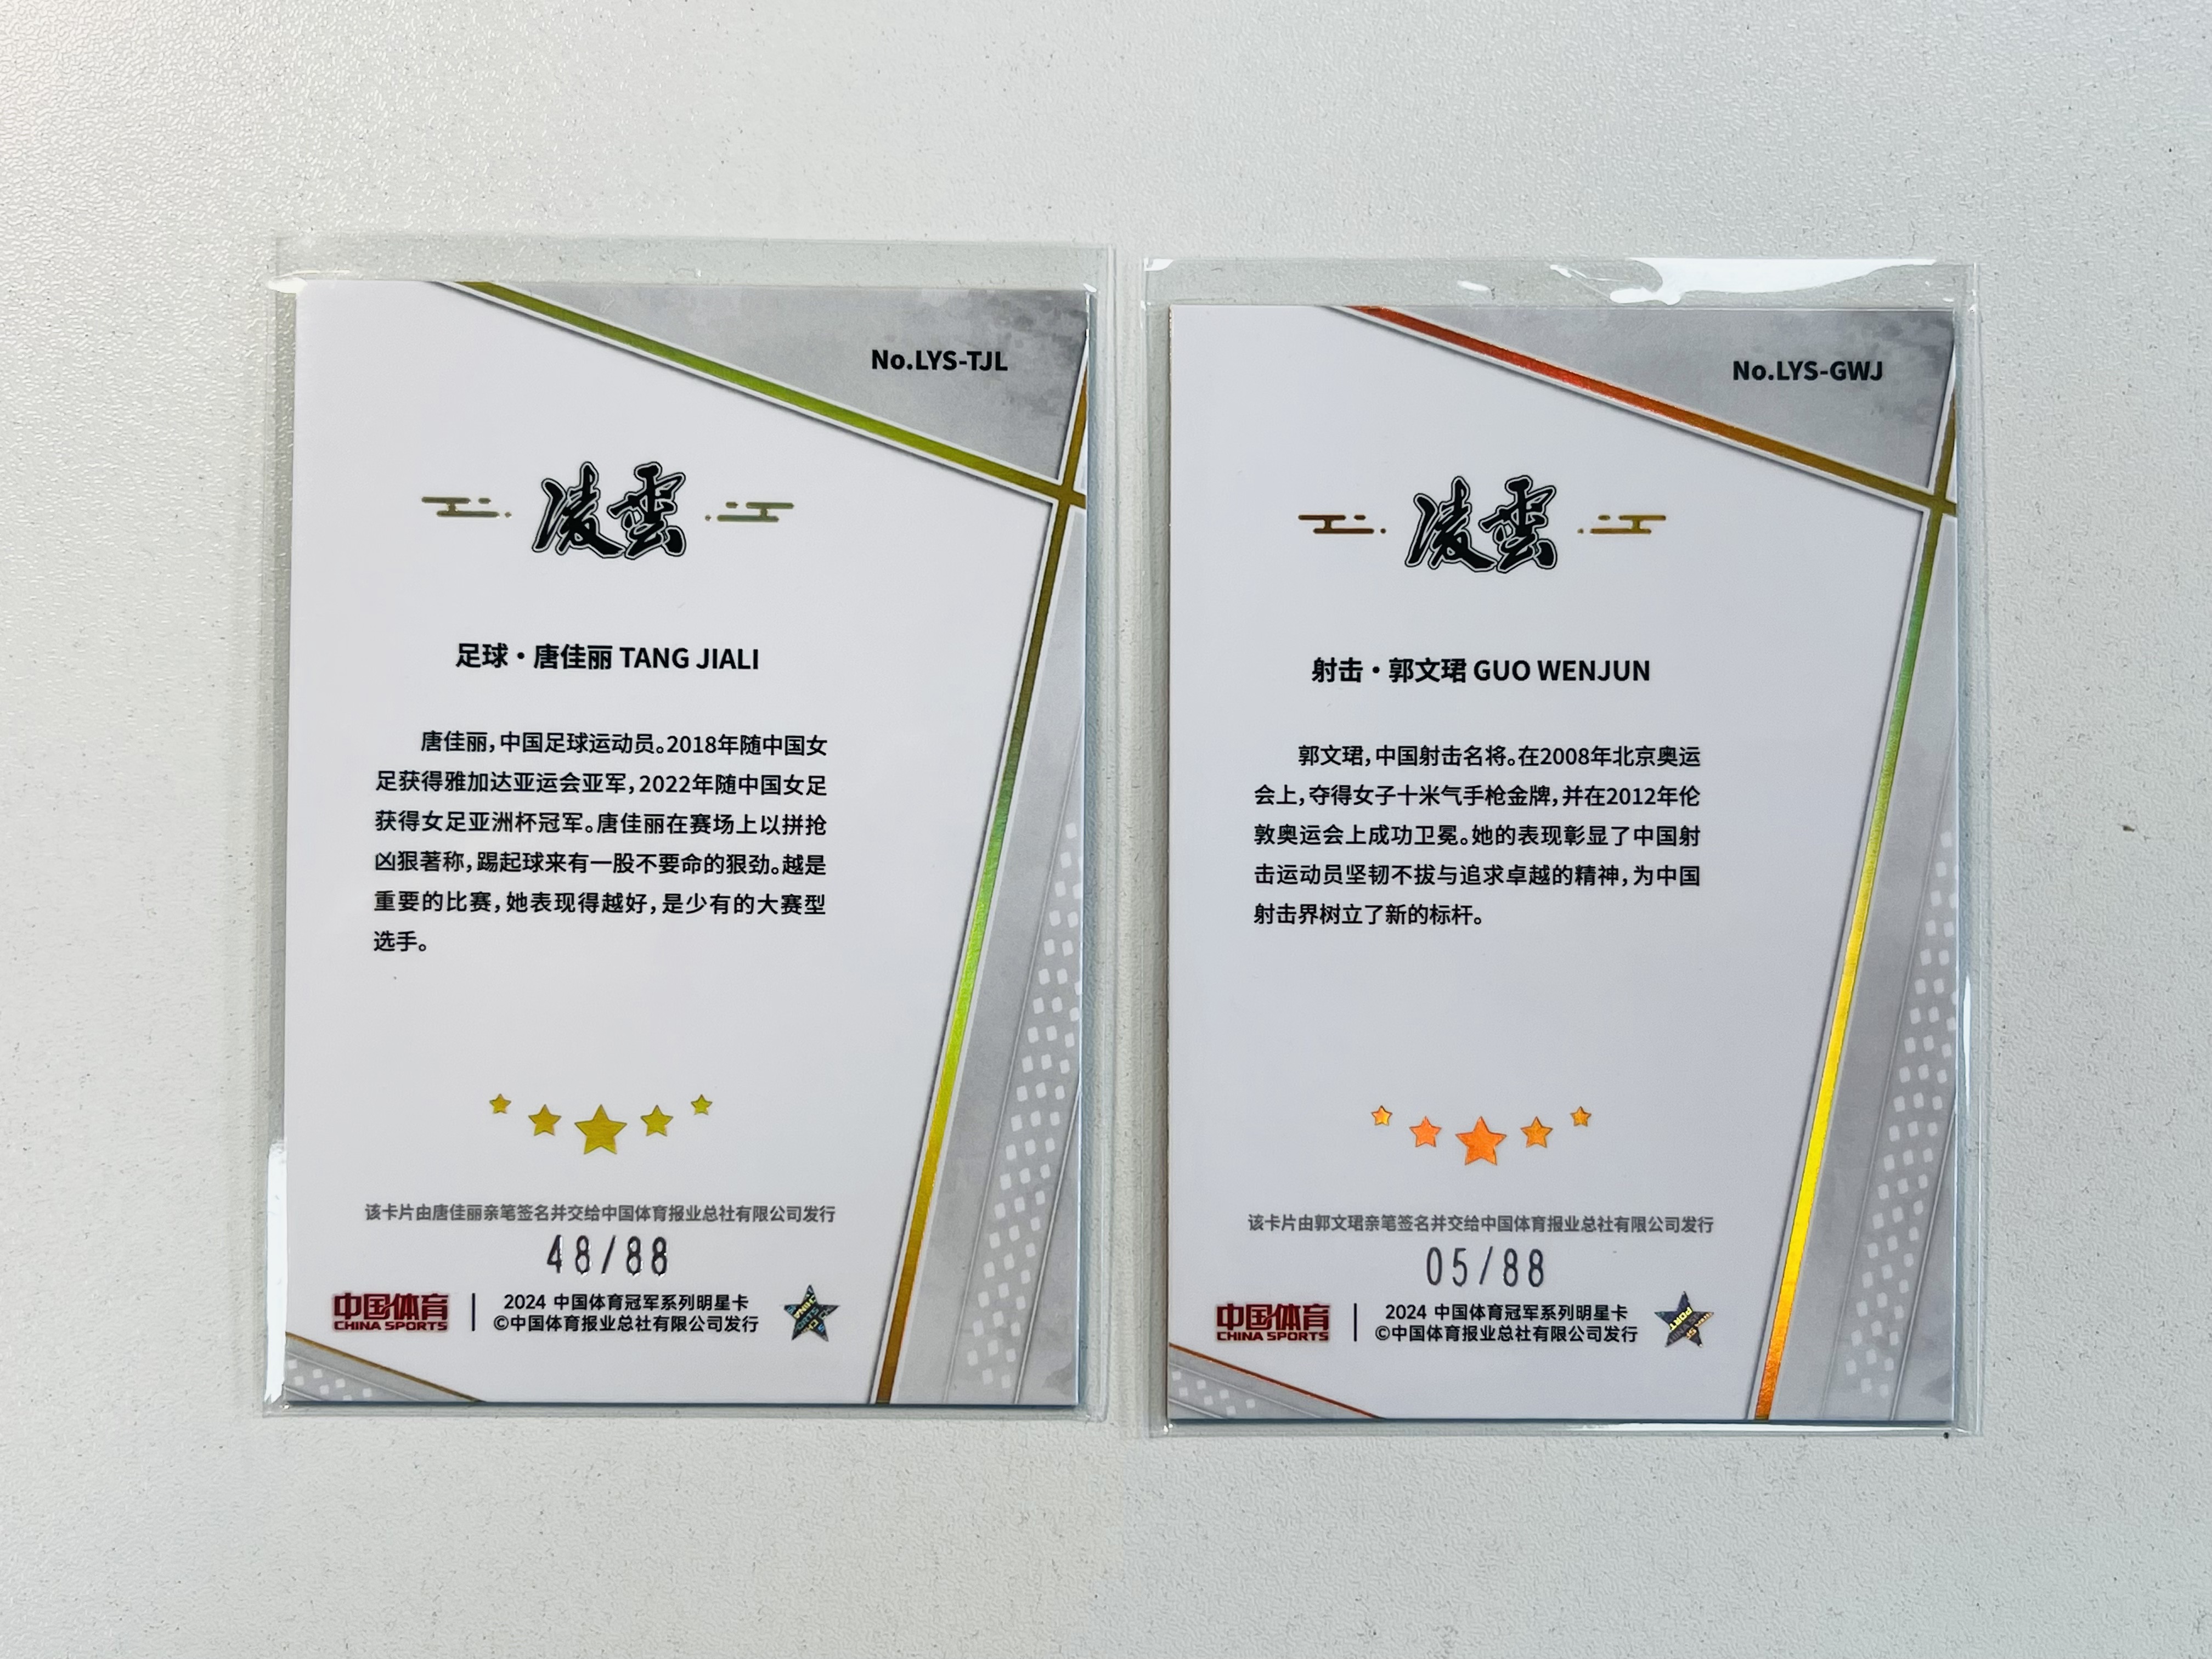 No.LYS-TJL
凌雲
足球·唐佳丽 TANG JIALI
唐佳丽,中国足球运动员。2018年随中国女
足获得雅加达亚运会亚军,2022年随中国女足
获得女足亚洲杯冠军。唐佳丽在赛场上以拼抢
凶狠著称,踢起球来有一股不要命的狠劲。越是
重要的比赛,她表现得越好,是少有的大赛型
选手。
该卡片由唐佳丽亲笔签名并交给中国体育报业总社有限公司发行
48/88
中国体育
CHINA SPORTS
2024 中国体育冠军系列明星卡
©中国体育报业总社有限公司发行
No.LYS-GWJ
凌雲
射击·郭文珺 GUO WENJUN
郭文珺,中国射击名将。在2008年北京奥运
会上,夺得女子十米气手枪金牌,并在2012年伦
敦奥运会上成功卫冕。她的表现彰显了中国射
击运动员坚韧不拔与追求卓越的精神,为中国
射击界树立了新的标杆。
该卡片由郭文珺亲笔签名并交给中国体育报业总社有限公司发行
05/88
中国体育
CHINA SPORTS
2024 中国体育冠军系列明星卡
©中国体育报业总社有限公司发行